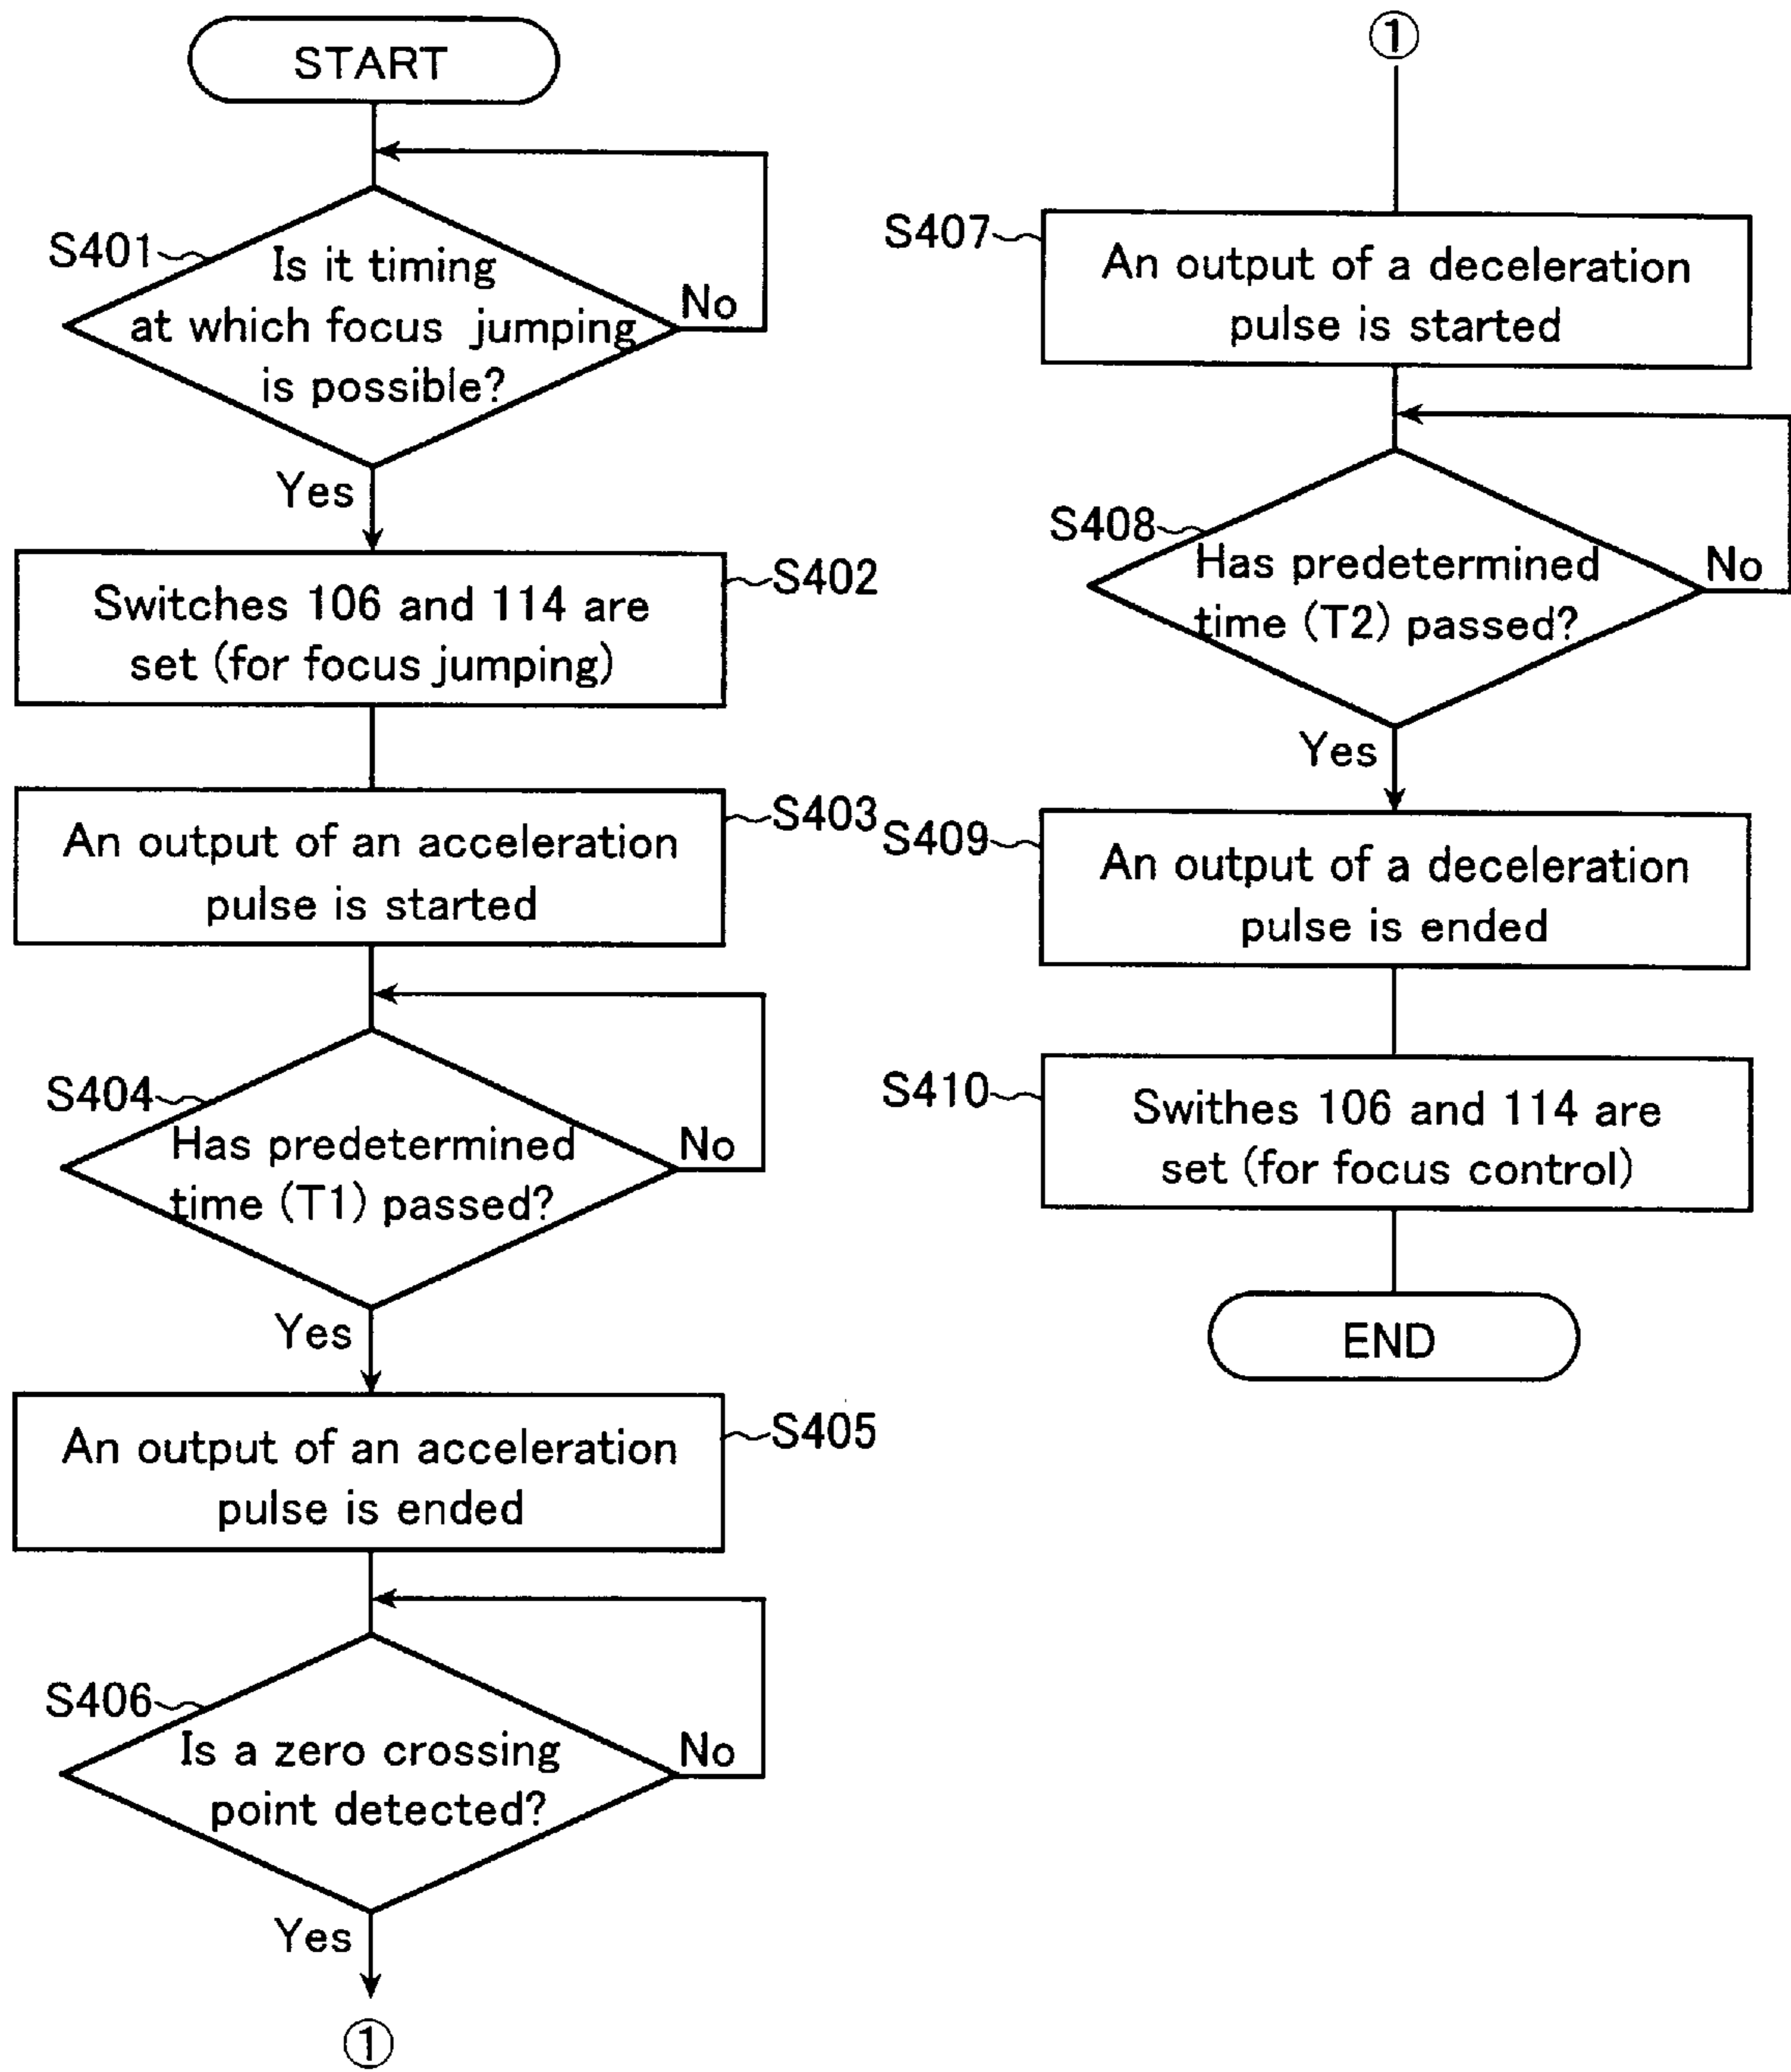 START
S401
Is it timing
at which focus jumping
is possible?
No
Yes
S402
Switches 106 and 114 are
set (for focus jumping)
S403
An output of an acceleration
pulse is started
S404
Has predetermined
time (T1) passed?
No
Yes
S405
An output of an acceleration
pulse is ended
S406
Is a zero crossing
point detected?
No
Yes
①
①
S407
An output of a deceleration
pulse is started
S408
Has predetermined
time (T2) passed?
No
Yes
S409
An output of a deceleration
pulse is ended
S410
Swithes 106 and 114 are
set (for focus control)
END